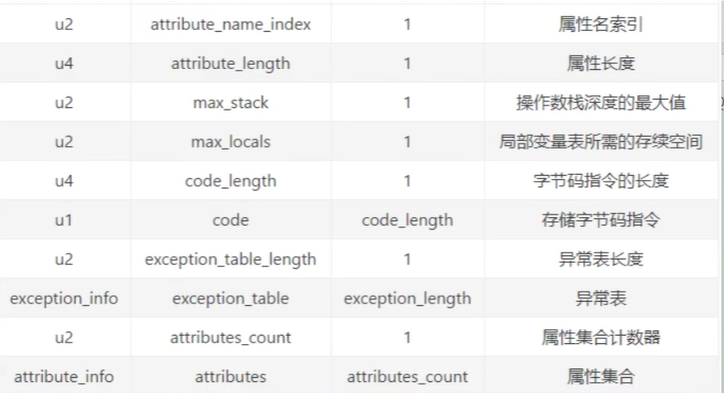 u2 attribute_name_index 1 属性名索引
u4 attribute_length 1 属性长度
u2 max_stack 1 操作数栈深度的最大值
u2 max_locals 1 局部变量表所需的存续空间
u4 code_length 1 字节码指令的长度
u1 code code_length 存储字节码指令
u2 exception_table_length 1 异常表长度
exception_info exception_table exception_length 异常表
u2 attributes_count 1 属性集合计数器
attribute_info attributes attributes_count 属性集合